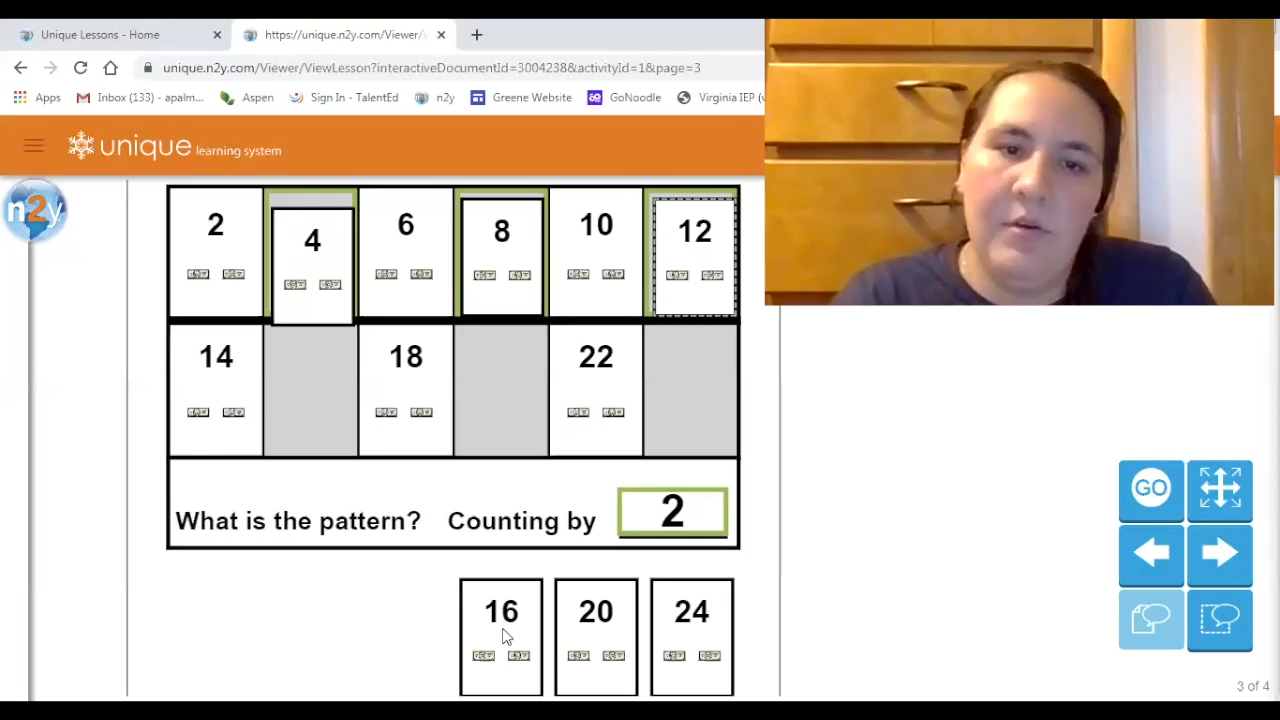 Unique Lessons - Home
https://unique.n2y.com/Viewer/
unique.n2y.com/Viewer/ViewLesson?interactiveDocumentId=3004238&activityId=1&page=3
Apps Inbox (133) - apalm... Aspen Sign In - TalentEd n2y Greene Website GoNoodle Virginia IEP (v
unique learning system
n2y
2 4 6 8 10 12
14 18 22
What is the pattern? Counting by 2
16 20 24
GO
3 of 4